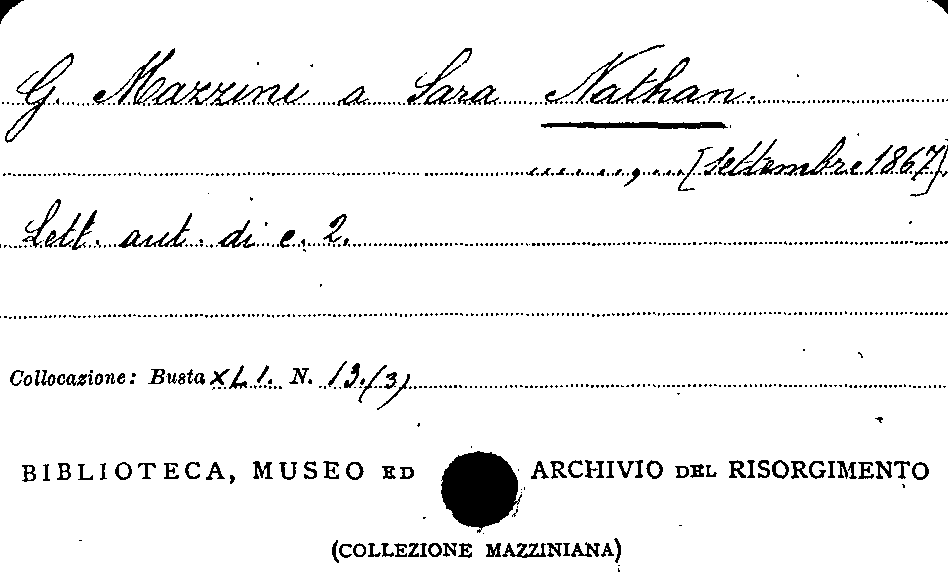 G. Mazzini a Sara Nathan.
......, ...[settembre 1867].
Lett. aut. di c. 2.
Collocazione: Busta XLI. N. 13.(3)
BIBLIOTECA, MUSEO ED ARCHIVIO DEL RISORGIMENTO
(COLLEZIONE MAZZINIANA)